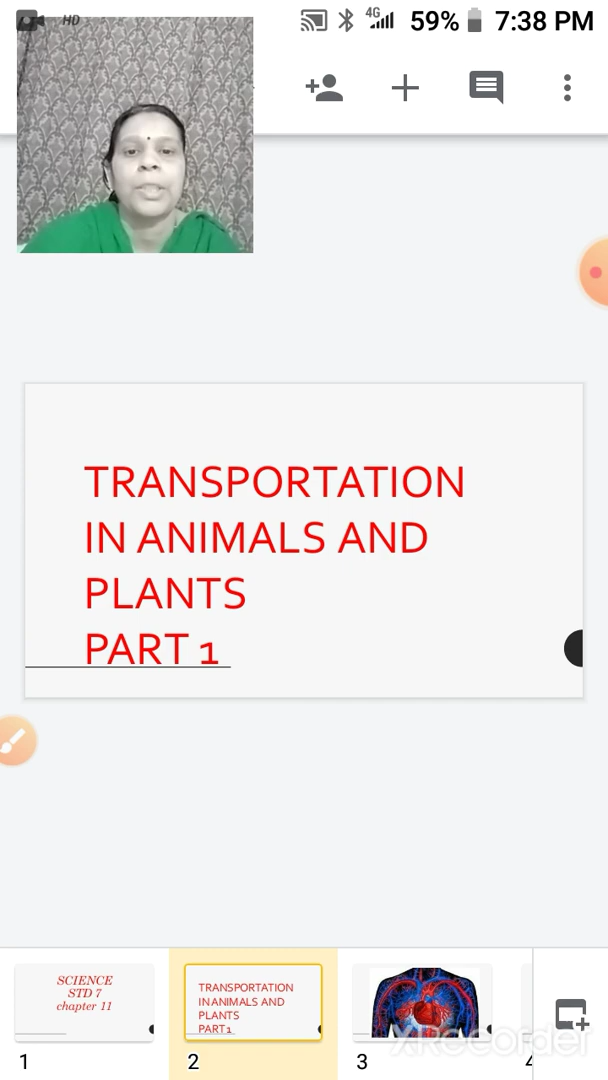 HD
4G
59%
7:38 PM
TRANSPORTATION
IN ANIMALS AND
PLANTS
PART 1
SCIENCE
STD 7
chapter 11
TRANSPORTATION
IN ANIMALS AND
PLANTS
PART 1
1
2
3
4
XRecorder